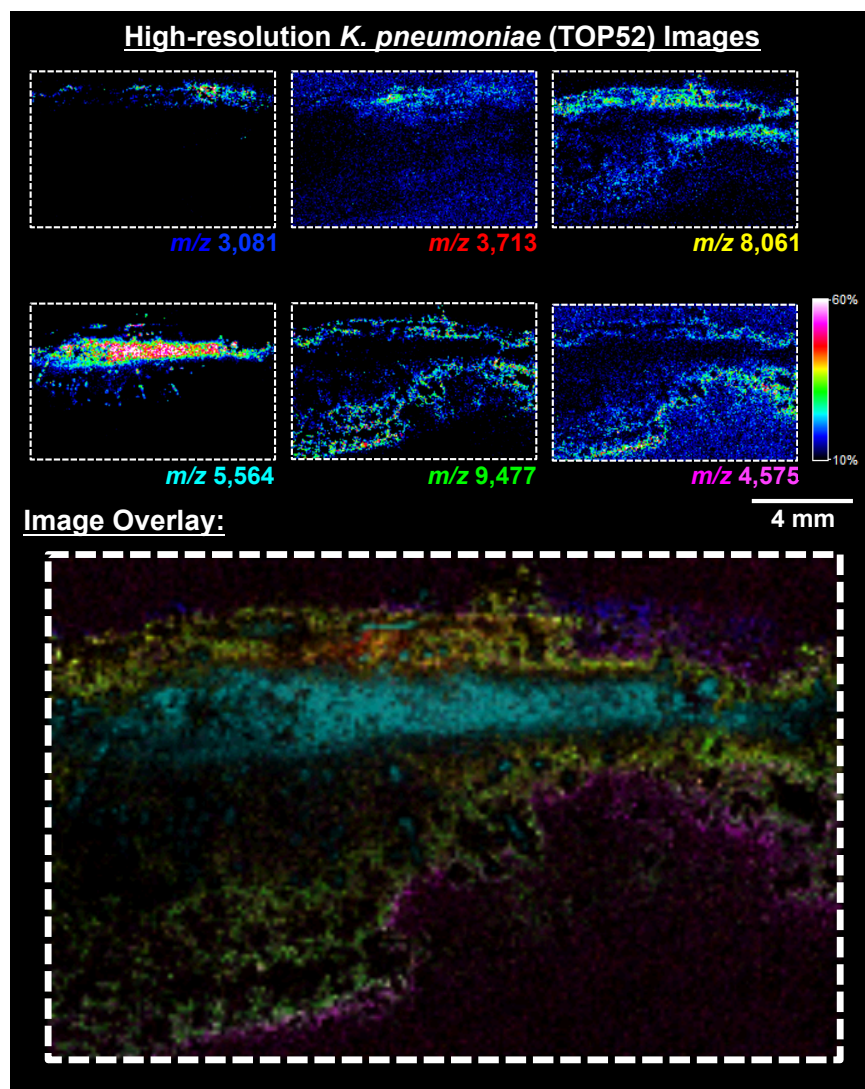 High-resolution K. pneumoniae (TOP52) Images
m/z 3,081
m/z 3,713
m/z 8,061
60%
10%
m/z 5,564
m/z 9,477
m/z 4,575
4 mm
Image Overlay: